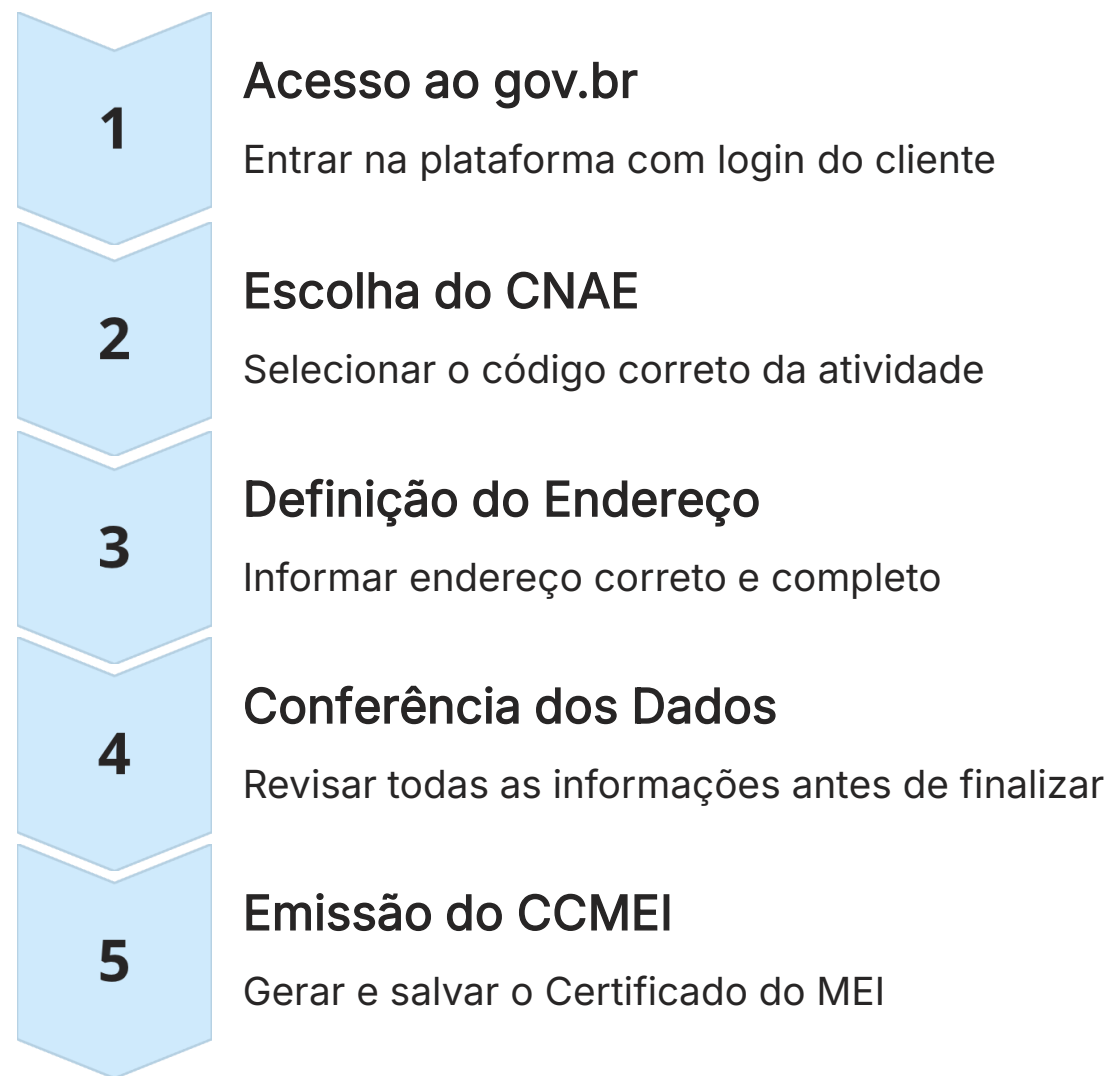 1
Acesso ao gov.br
Entrar na plataforma com login do cliente
2
Escolha do CNAE
Selecionar o código correto da atividade
3
Definição do Endereço
Informar endereço correto e completo
4
Conferência dos Dados
Revisar todas as informações antes de finalizar
5
Emissão do CCMEI
Gerar e salvar o Certificado do MEI